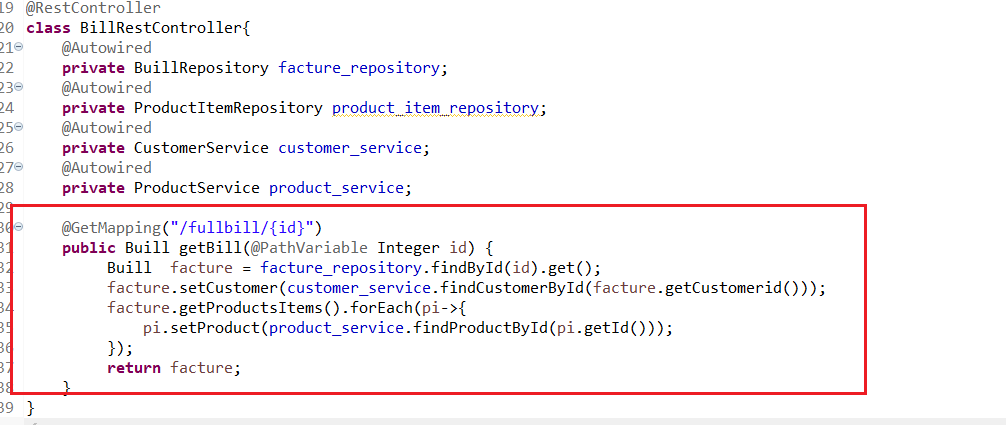 19 @RestController
20 class BillRestController{
21 @Autowired
22 private BuillRepository facture_repository;
23 @Autowired
24 private ProductItemRepository product_item_repository;
25 @Autowired
26 private CustomerService customer_service;
27 @Autowired
28 private ProductService product_service;
29
30 @GetMapping("/fullbill/{id}")
31 public Buill getBill(@PathVariable Integer id) {
32 Buill  facture = facture_repository.findById(id).get();
33 facture.setCustomer(customer_service.findCustomerById(facture.getCustomerid()));
34 facture.getProductsItems().forEach(pi->{
35 pi.setProduct(product_service.findProductById(pi.getId()));
36 });
37 return facture;
38 }
39 }